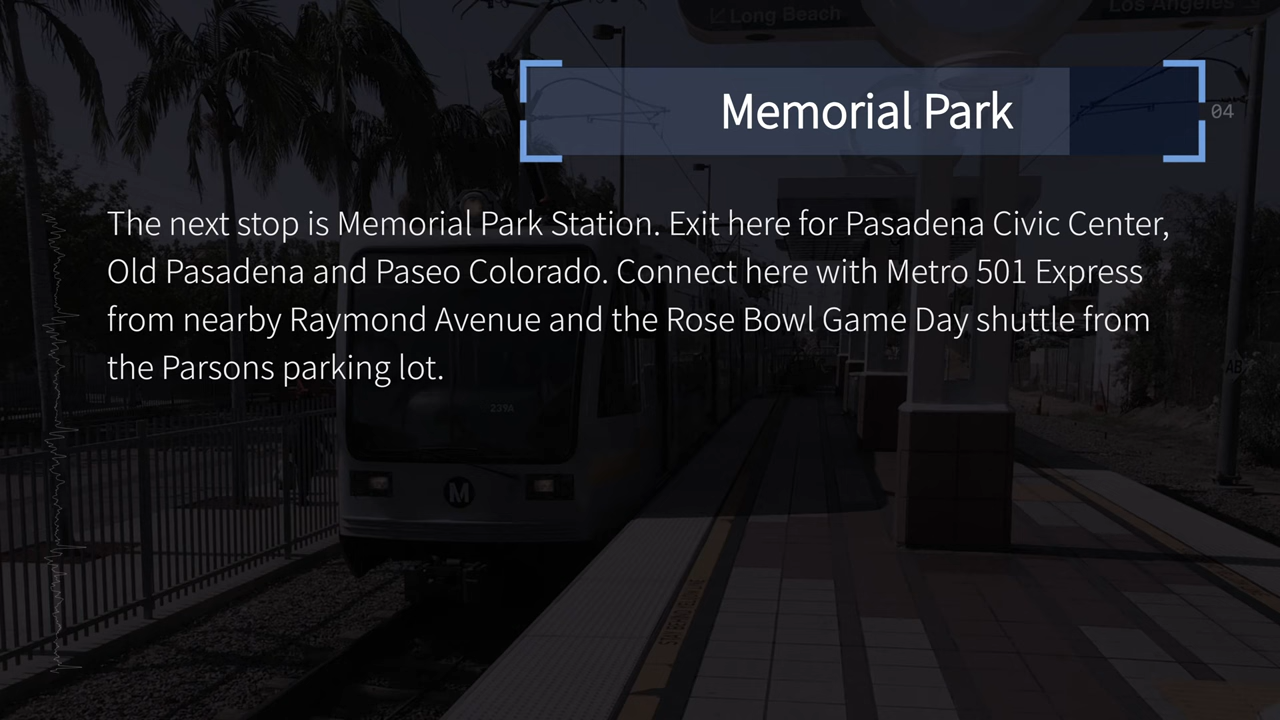 Long Beach
Los Angeles
Memorial Park
04
The next stop is Memorial Park Station. Exit here for Pasadena Civic Center,
Old Pasadena and Paseo Colorado. Connect here with Metro 501 Express
from nearby Raymond Avenue and the Rose Bowl Game Day shuttle from
the Parsons parking lot.
M